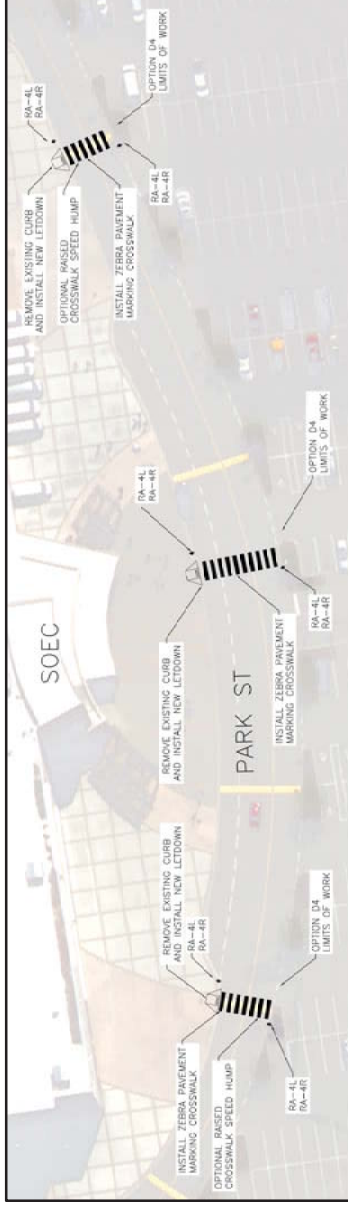 INSTALL ZEBRA PAVEMENT
MARKING CROSSWALK
REMOVE EXISTING CURB
AND INSTALL NEW LETDOWN
RA-4L
RA-4R
OPTIONAL RAISED
CROSSWALK SPEED HUMP
RA-4L
RA-4R
OPTION D4
LIMITS OF WORK
SOEC
PARK ST
REMOVE EXISTING CURB
AND INSTALL NEW LETDOWN
RA-4L
RA-4R
INSTALL ZEBRA PAVEMENT
MARKING CROSSWALK
RA-4L
RA-4R
OPTION D4
LIMITS OF WORK
REMOVE EXISTING CURB
AND INSTALL NEW LETDOWN
RA-4L
RA-4R
OPTIONAL RAISED
CROSSWALK SPEED HUMP
INSTALL ZEBRA PAVEMENT
MARKING CROSSWALK
RA-4L
RA-4R
OPTION D4
LIMITS OF WORK